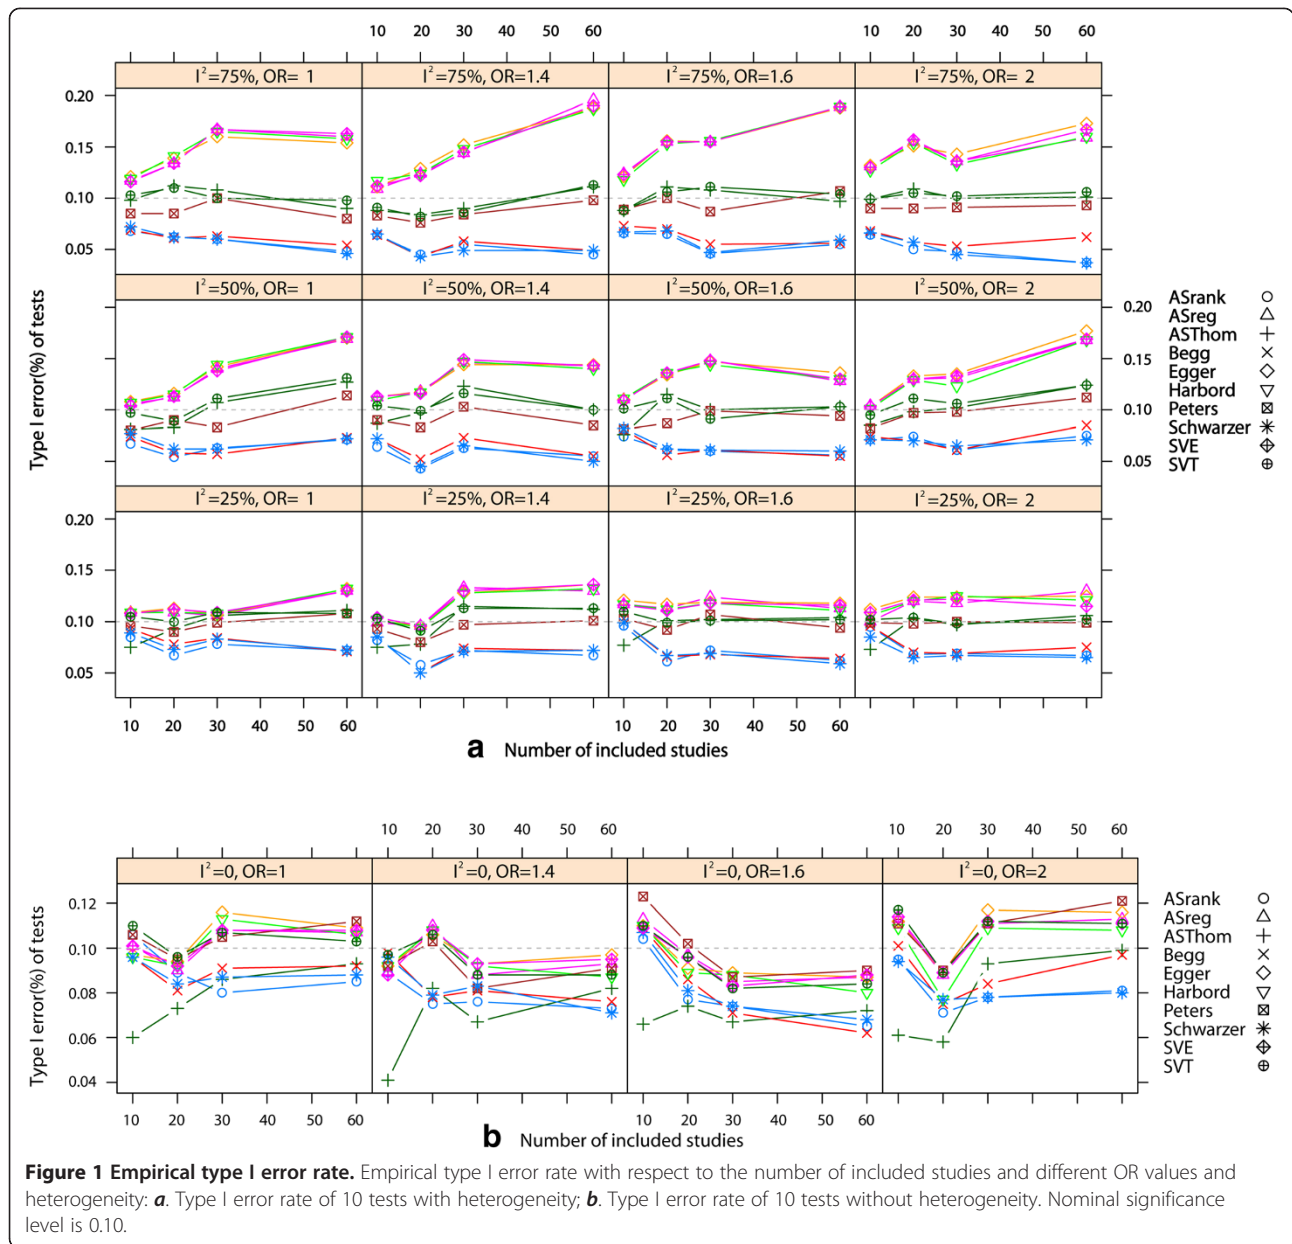 10 20 30 40 50 60 10 20 30 40 50 60
I²=75%, OR= 1 I²=75%, OR=1.4 I²=75%, OR=1.6 I²=75%, OR= 2
0.20
0.15
0.10
0.05
I²=50%, OR= 1 I²=50%, OR=1.4 I²=50%, OR=1.6 I²=50%, OR= 2
0.20
0.15
0.10
0.05
I²=25%, OR= 1 I²=25%, OR=1.4 I²=25%, OR=1.6 I²=25%, OR= 2
0.20
0.15
0.10
0.05
Type I error(%) of tests
10 20 30 40 50 60 10 20 30 40 50 60
a Number of included studies
ASrank
ASreg
ASThom
Begg
Egger
Harbord
Peters
Schwarzer
SVE
SVT
10 20 30 40 50 60 10 20 30 40 50 60
I²=0, OR=1 I²=0, OR=1.4 I²=0, OR=1.6 I²=0, OR=2
0.12
0.10
0.08
0.06
0.04
Type I error(%) of tests
10 20 30 40 50 60 10 20 30 40 50 60
b Number of included studies
ASrank
ASreg
ASThom
Begg
Egger
Harbord
Peters
Schwarzer
SVE
SVT
Figure 1 Empirical type I error rate. Empirical type I error rate with respect to the number of included studies and different OR values and
heterogeneity: a. Type I error rate of 10 tests with heterogeneity; b. Type I error rate of 10 tests without heterogeneity. Nominal significance
level is 0.10.